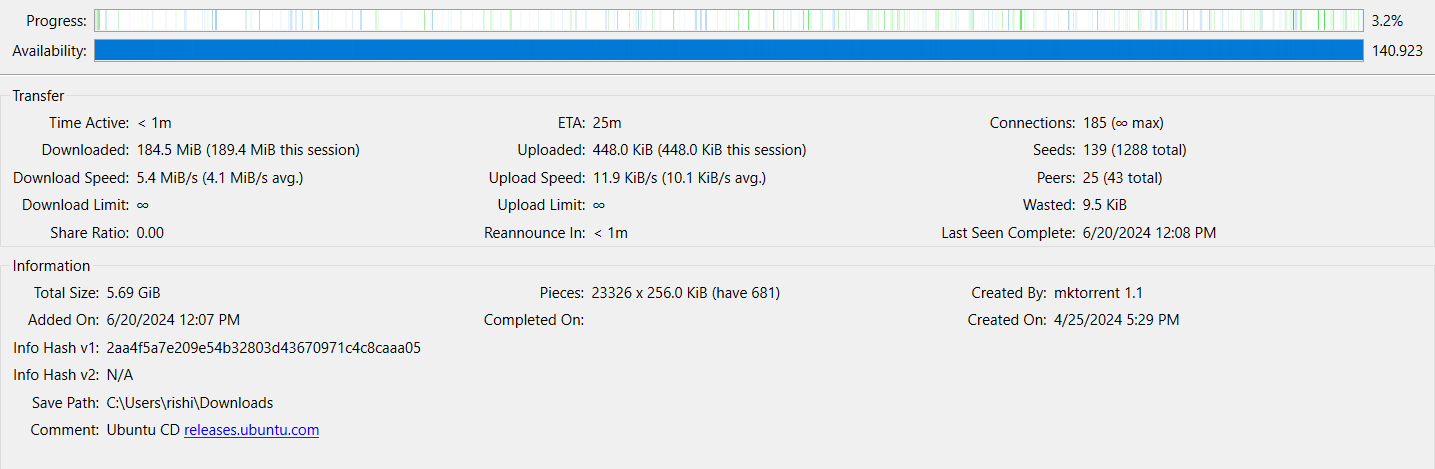 Progress: 3.2%
Availability: 140.923
Transfer
Time Active: < 1m ETA: 25m Connections: 185 (∞ max)
Downloaded: 184.5 MiB (189.4 MiB this session) Uploaded: 448.0 KiB (448.0 KiB this session) Seeds: 139 (1288 total)
Download Speed: 5.4 MiB/s (4.1 MiB/s avg.) Upload Speed: 11.9 KiB/s (10.1 KiB/s avg.) Peers: 25 (43 total)
Download Limit: ∞ Upload Limit: ∞ Wasted: 9.5 KiB
Share Ratio: 0.00 Reannounce In: < 1m Last Seen Complete: 6/20/2024 12:08 PM
Information
Total Size: 5.69 GiB Pieces: 23326 x 256.0 KiB (have 681) Created By: mktorrent 1.1
Added On: 6/20/2024 12:07 PM Completed On: Created On: 4/25/2024 5:29 PM
Info Hash v1: 2aa4f5a7e209e54b32803d43670971c4c8caaa05
Info Hash v2: N/A
Save Path: C:\Users\rishi\Downloads
Comment: Ubuntu CD releases.ubuntu.com